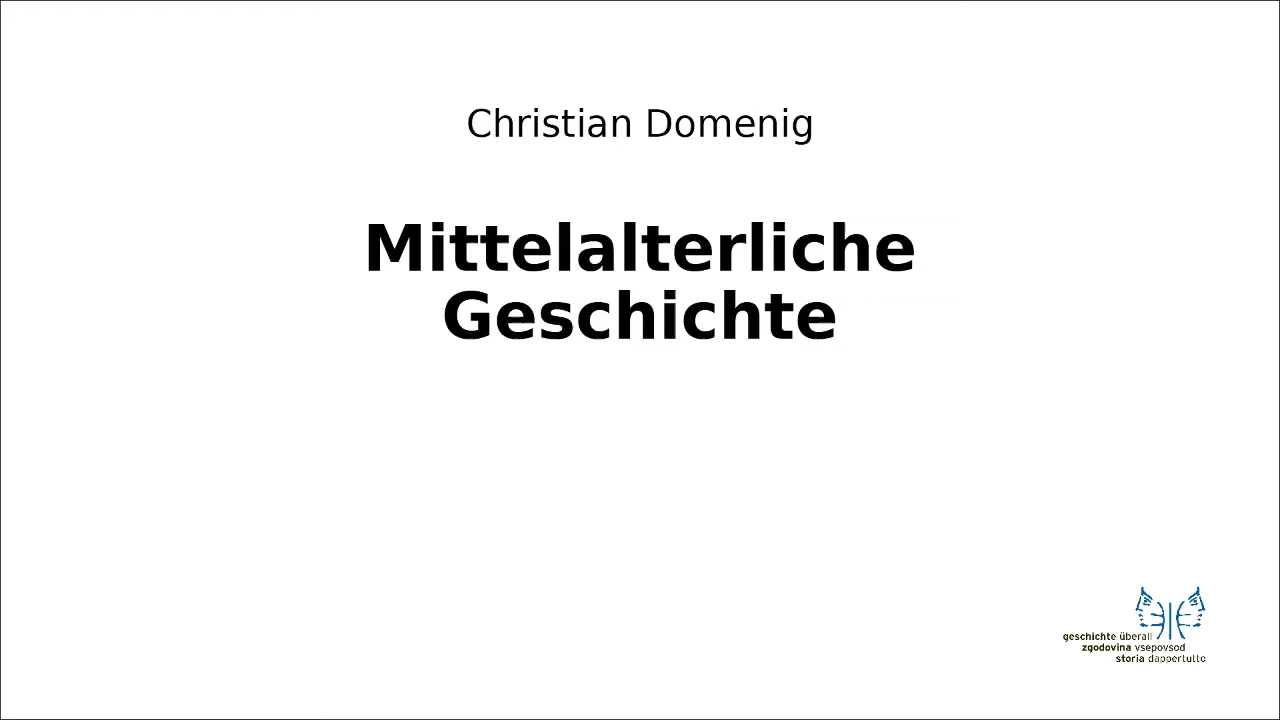 Christian Domenig
Mittelalterliche
Geschichte
geschichte überall
zgodovina vsepovsod
storia dappertutto